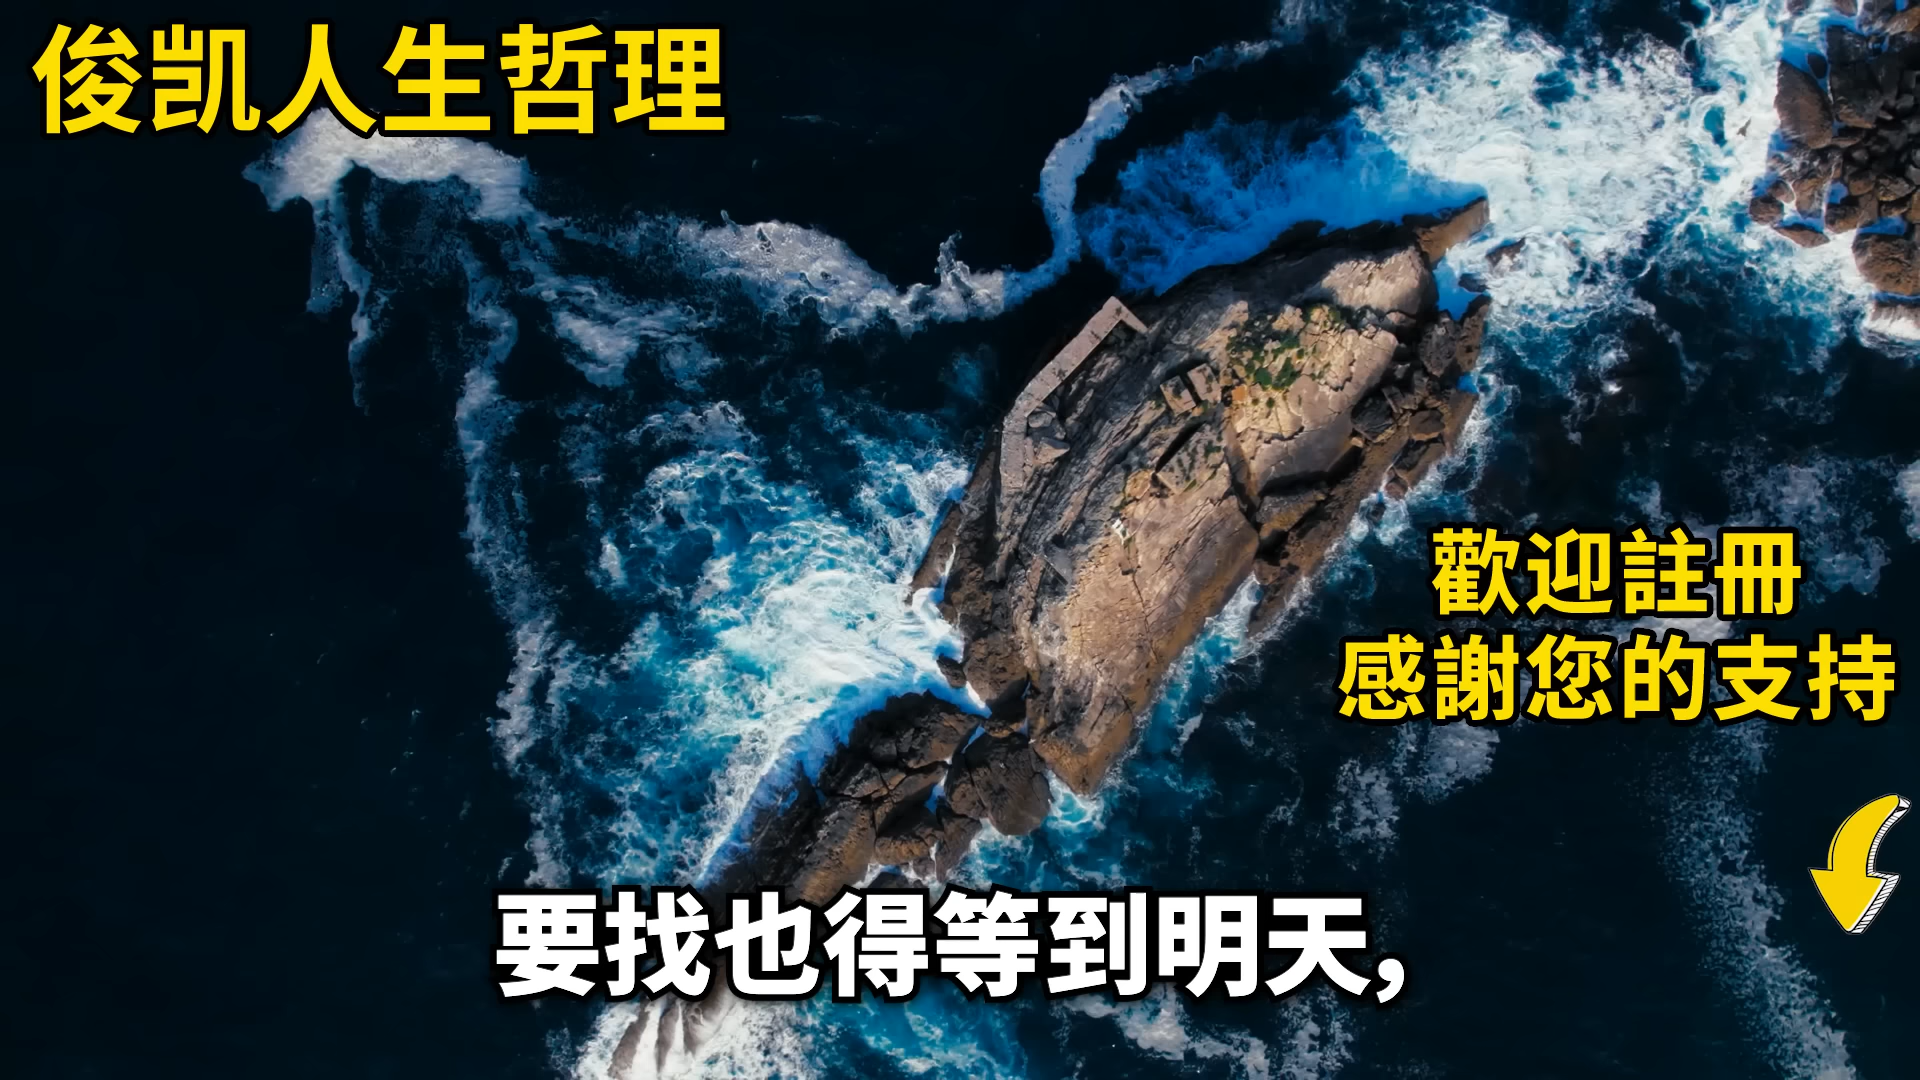 俊凯人生哲理
歡迎註冊
感謝您的支持
要找也得等到明天,